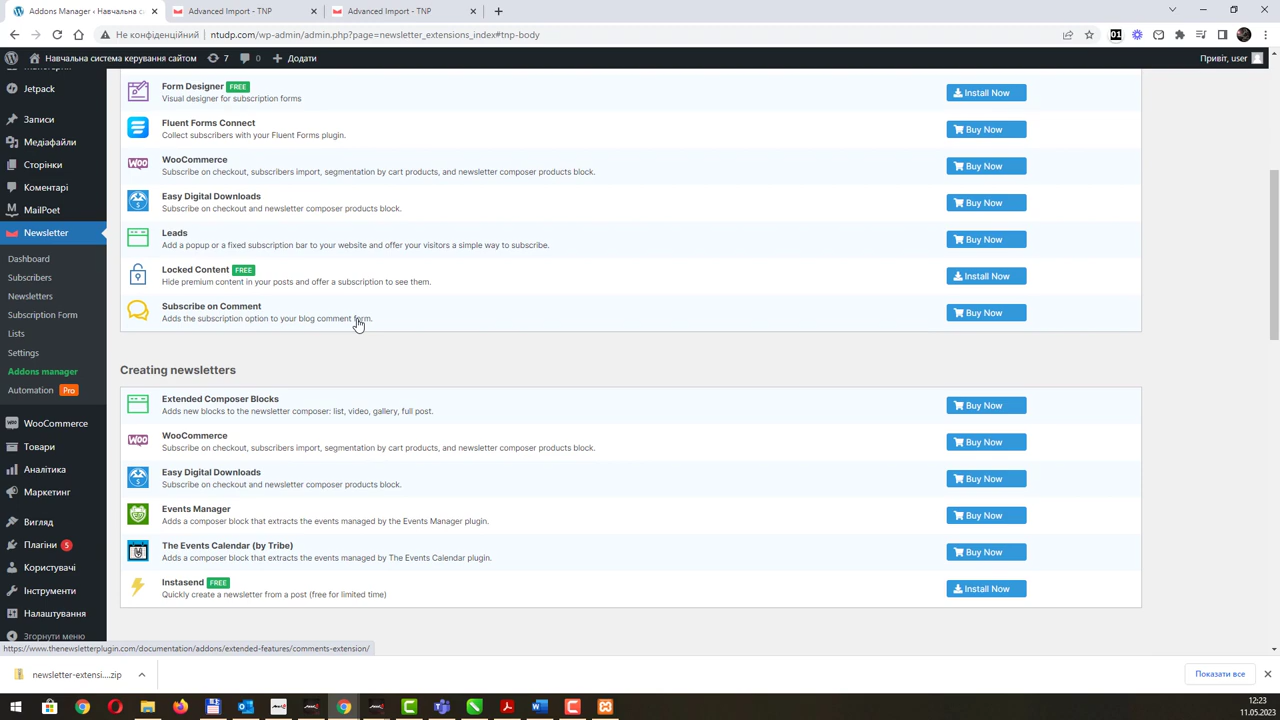 Addons Manager ‹ Навчальна си
Advanced Import - TNP
Advanced Import - TNP
Не конфіденційний
ntudp.com/wp-admin/admin.php?page=newsletter_extensions_index#tnp-body
Навчальна система керування сайтом
7
0
Додати
Привіт, user
Jetpack
Записи
Медіафайли
Сторінки
Коментарі
MailPoet
Newsletter
Dashboard
Subscribers
Newsletters
Subscription Form
Lists
Settings
Addons manager
Automation Pro
WooCommerce
Товари
Аналітика
Маркетинг
Вигляд
Плагіни 5
Користувачі
Інструменти
Налаштування
Згорнути меню
Form Designer FREE
Visual designer for subscription forms
Install Now
Fluent Forms Connect
Collect subscribers with your Fluent Forms plugin.
Buy Now
WooCommerce
Subscribe on checkout, subscribers import, segmentation by cart products, and newsletter composer products block.
Buy Now
Easy Digital Downloads
Subscribe on checkout and newsletter composer products block.
Buy Now
Leads
Add a popup or a fixed subscription bar to your website and offer your visitors a simple way to subscribe.
Buy Now
Locked Content FREE
Hide premium content in your posts and offer a subscription to see them.
Install Now
Subscribe on Comment
Adds the subscription option to your blog comment form.
Buy Now
Creating newsletters
Extended Composer Blocks
Adds new blocks to the newsletter composer: list, video, gallery, full post.
Buy Now
WooCommerce
Subscribe on checkout, subscribers import, segmentation by cart products, and newsletter composer products block.
Buy Now
Easy Digital Downloads
Subscribe on checkout and newsletter composer products block.
Buy Now
Events Manager
Adds a composer block that extracts the events managed by the Events Manager plugin.
Buy Now
The Events Calendar (by Tribe)
Adds a composer block that extracts the events managed by The Events Calendar plugin.
Buy Now
Instasend FREE
Quickly create a newsletter from a post (free for limited time)
Install Now
https://www.thenewsletterplugin.com/documentation/addons/extended-features/comments-extension/
newsletter-extensi....zip
Показати все
12:23
11.05.2023